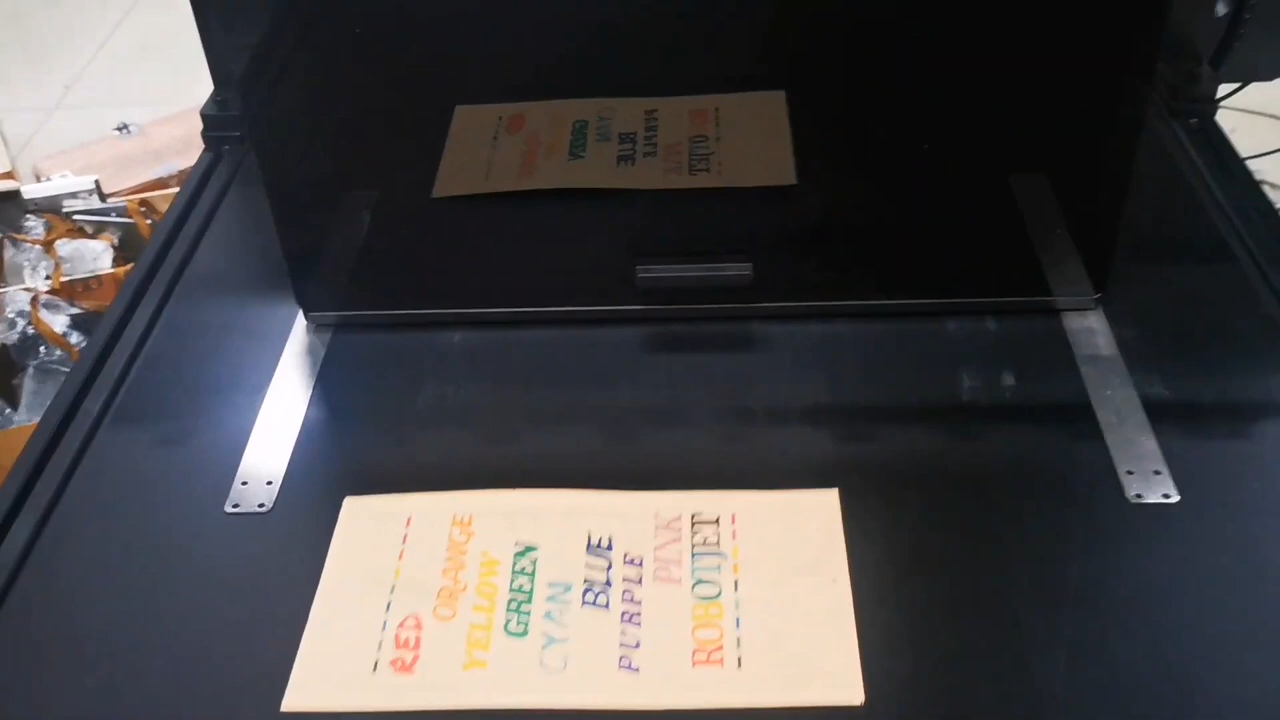 RED
ORANGE
YELLOW
GREEN
CYAN
BLUE
PURPLE
PINK
ROBOTJET